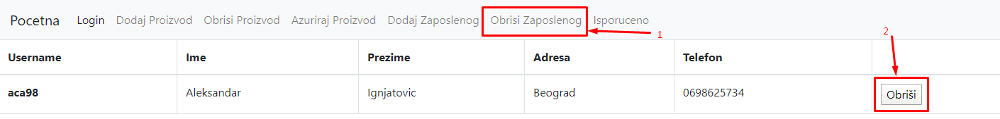 Pocetna Login Dodaj Proizvod Obrisi Proizvod Azuriraj Proizvod Dodaj Zaposlenog Obrisi Zaposlenog Isporuceno
1
2
Username Ime Prezime Adresa Telefon
aca98 Aleksandar Ignjatovic Beograd 0698625734 Obriši